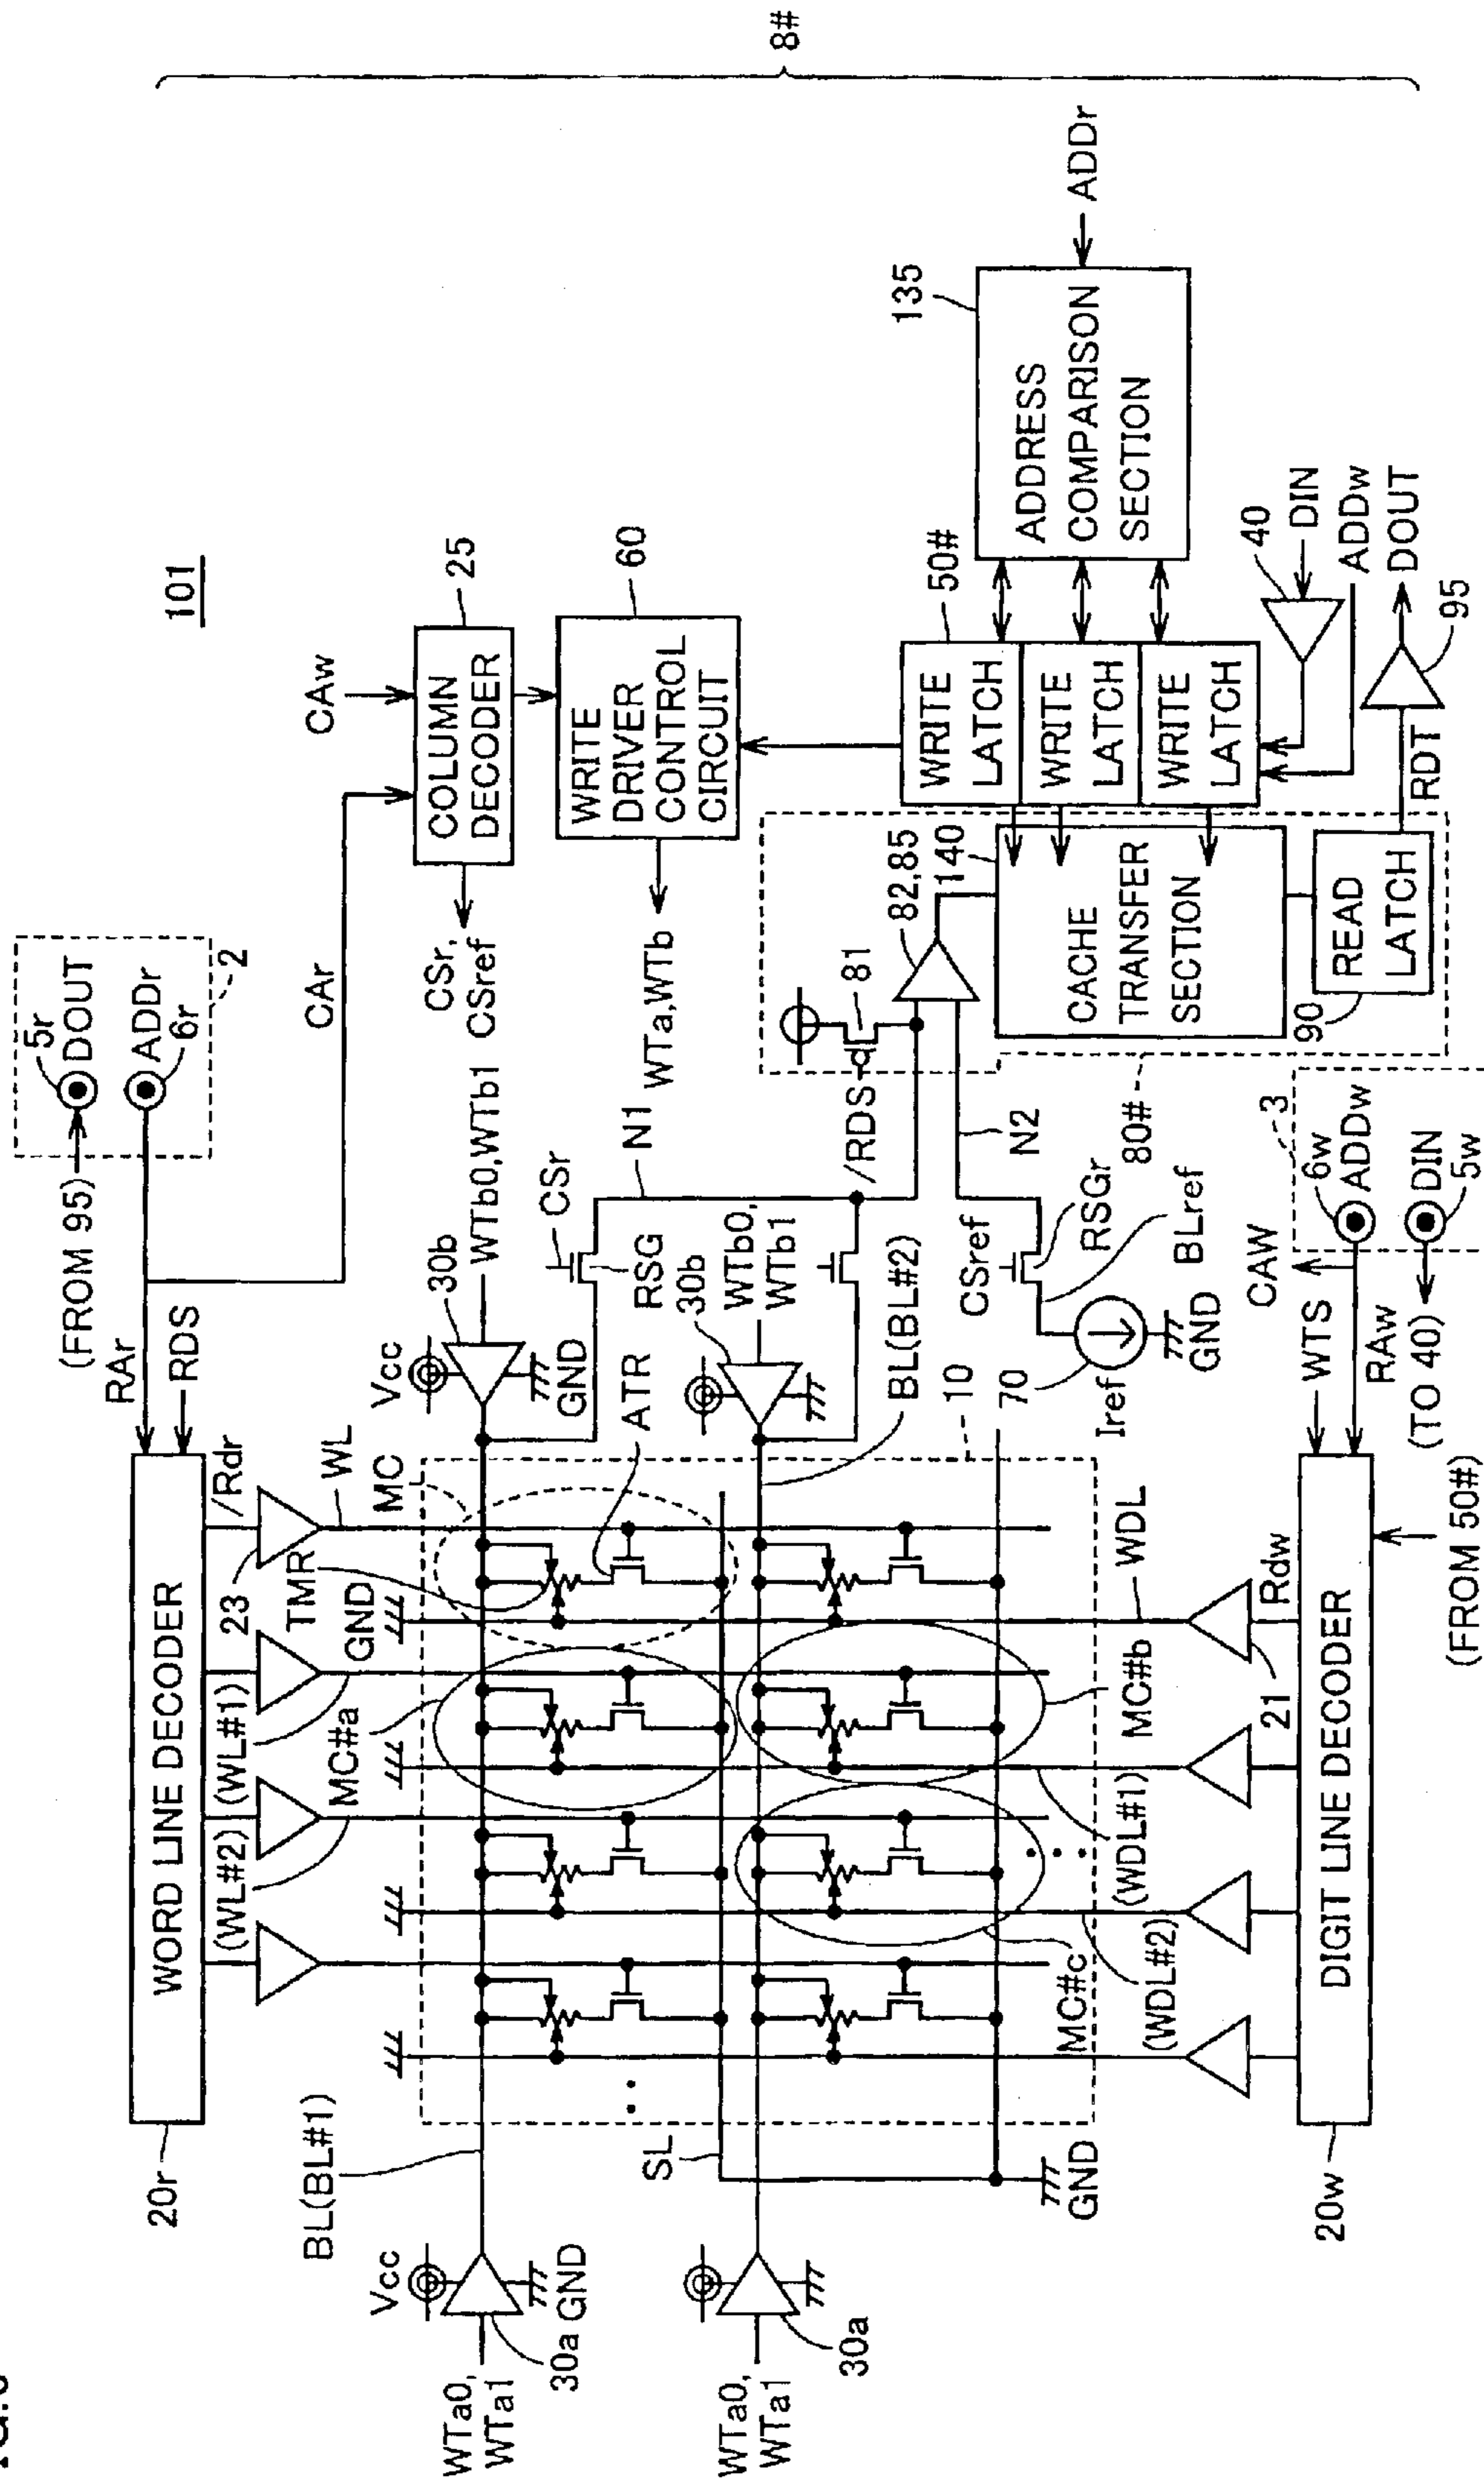 101
8#
5r
DOUT
ADDr
6r
2
(FROM 95)
RAr
RDS
CAr
CAw
COLUMN
DECODER
25
CSr,
CSref
WRITE
DRIVER
CONTROL
CIRCUIT
60
WTa,WTb
WORD LINE DECODER
20r
/Rdr
23
WL
TMR
GND
(WL#1)
MC#a
(WL#2)
MC
ATR
Vcc
30b
GND
WTb0,WTb1
CSr
RSG
N1
30b
WTb0,
WTb1
BL(BL#2)
/RDS
81
82,85
140
CACHE
TRANSFER
SECTION
READ
LATCH
90
80#
N2
CSref
RSGr
BLref
70
Iref
GND
10
WRITE
LATCH
WRITE
LATCH
WRITE
LATCH
50#
ADDRESS
COMPARISON
SECTION
135
ADDr
40
DIN
ADDw
DOUT
95
RDT
3
6w
ADDw
DIN
5w
CAW
WTS
RAw
(TO 40)
(FROM 50#)
DIGIT LINE DECODER
20w
Rdw
21
WDL
MC#b
(WDL#1)
MC#c
(WDL#2)
BL(BL#1)
SL
GND
Vcc
GND
30a
WTa0,
WTa1
30a
WTa0,
WTa1